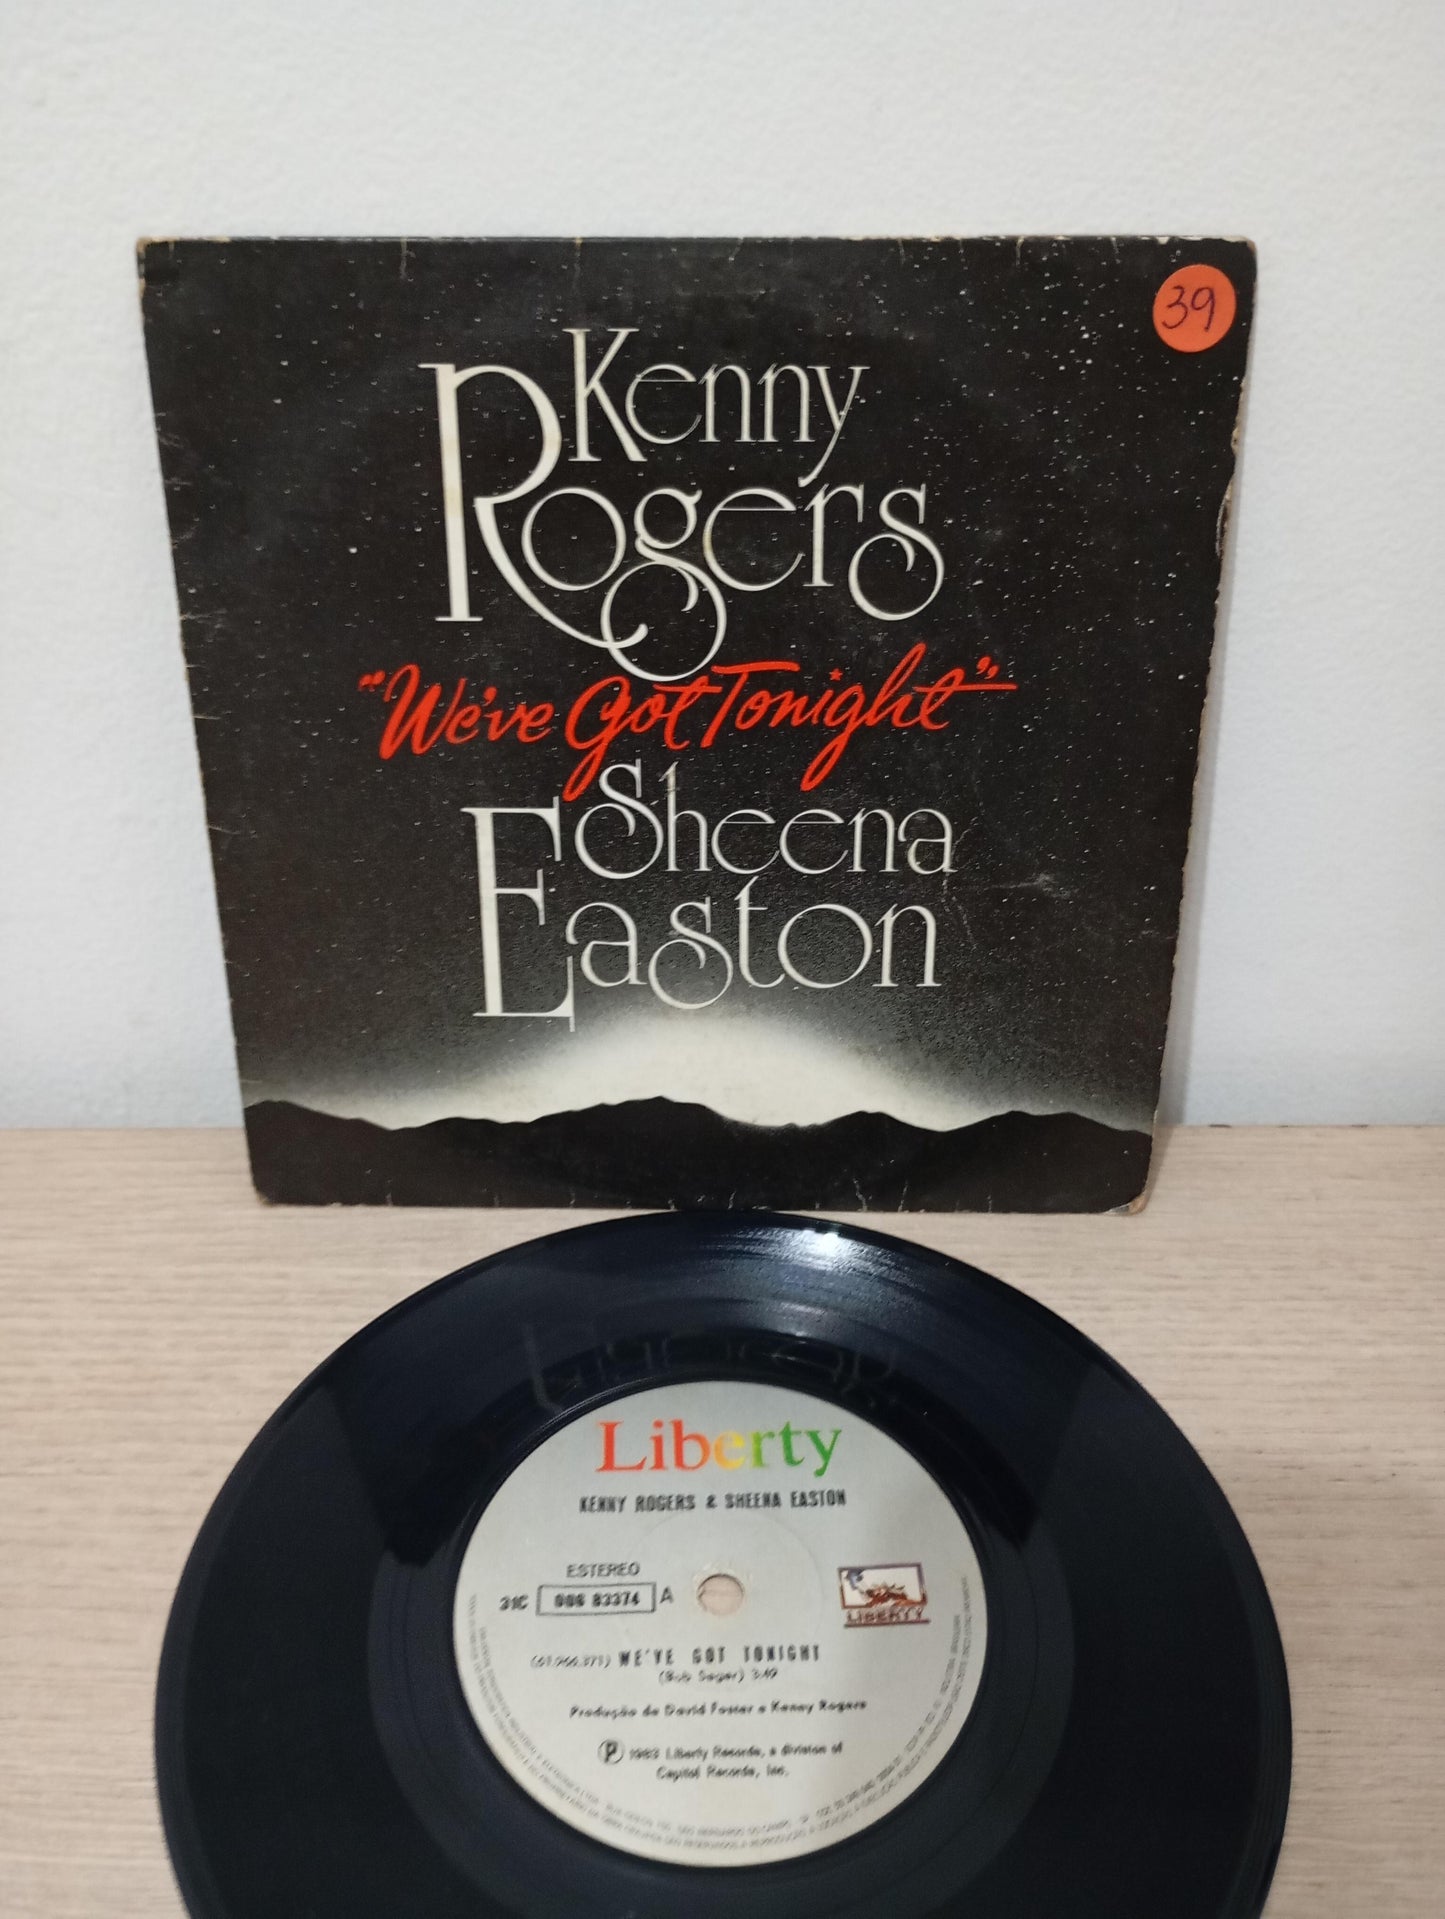 39
Kenny
Rogers
"We've Got Tonight"
Sheena
Easton
Liberty
KENNY ROGERS & SHEENA EASTON
ESTEREO
31C 006 83374 A
LIBERTY
WE'VE GOT TONIGHT
(Bob Seger) 3:49
Produção de David Foster e Kenny Rogers
Ⓟ 1983 Liberty Records, a division of
Capitol Records, Inc.